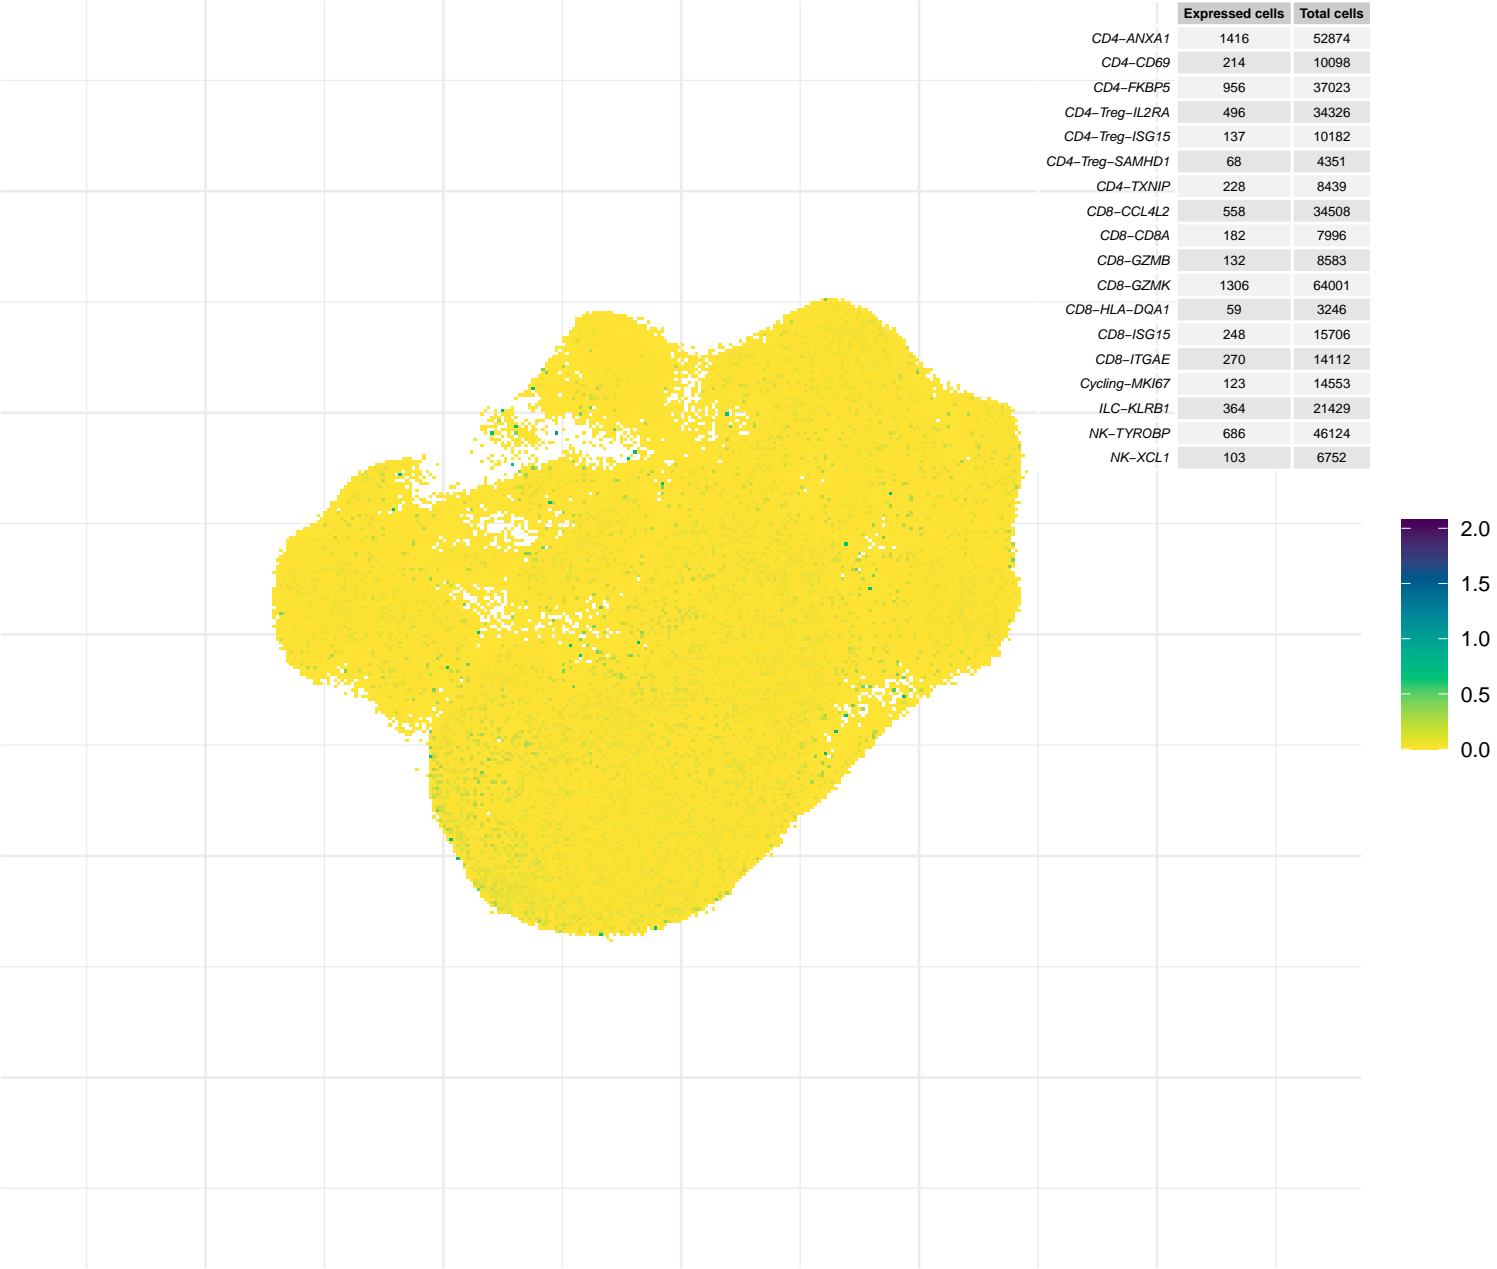 Expressed cells Total cells
CD4−ANXA1 1416 52874
CD4−CD69 214 10098
CD4−FKBP5 956 37023
CD4−Treg−IL2RA 496 34326
CD4−Treg−ISG15 137 10182
CD4−Treg−SAMHD1 68 4351
CD4−TXNIP 228 8439
CD8−CCL4L2 558 34508
CD8−CD8A 182 7996
CD8−GZMB 132 8583
CD8−GZMK 1306 64001
CD8−HLA−DQA1 59 3246
CD8−ISG15 248 15706
CD8−ITGAE 270 14112
Cycling−MKI67 123 14553
ILC−KLRB1 364 21429
NK−TYROBP 686 46124
NK−XCL1 103 6752
2.0
1.5
1.0
0.5
0.0